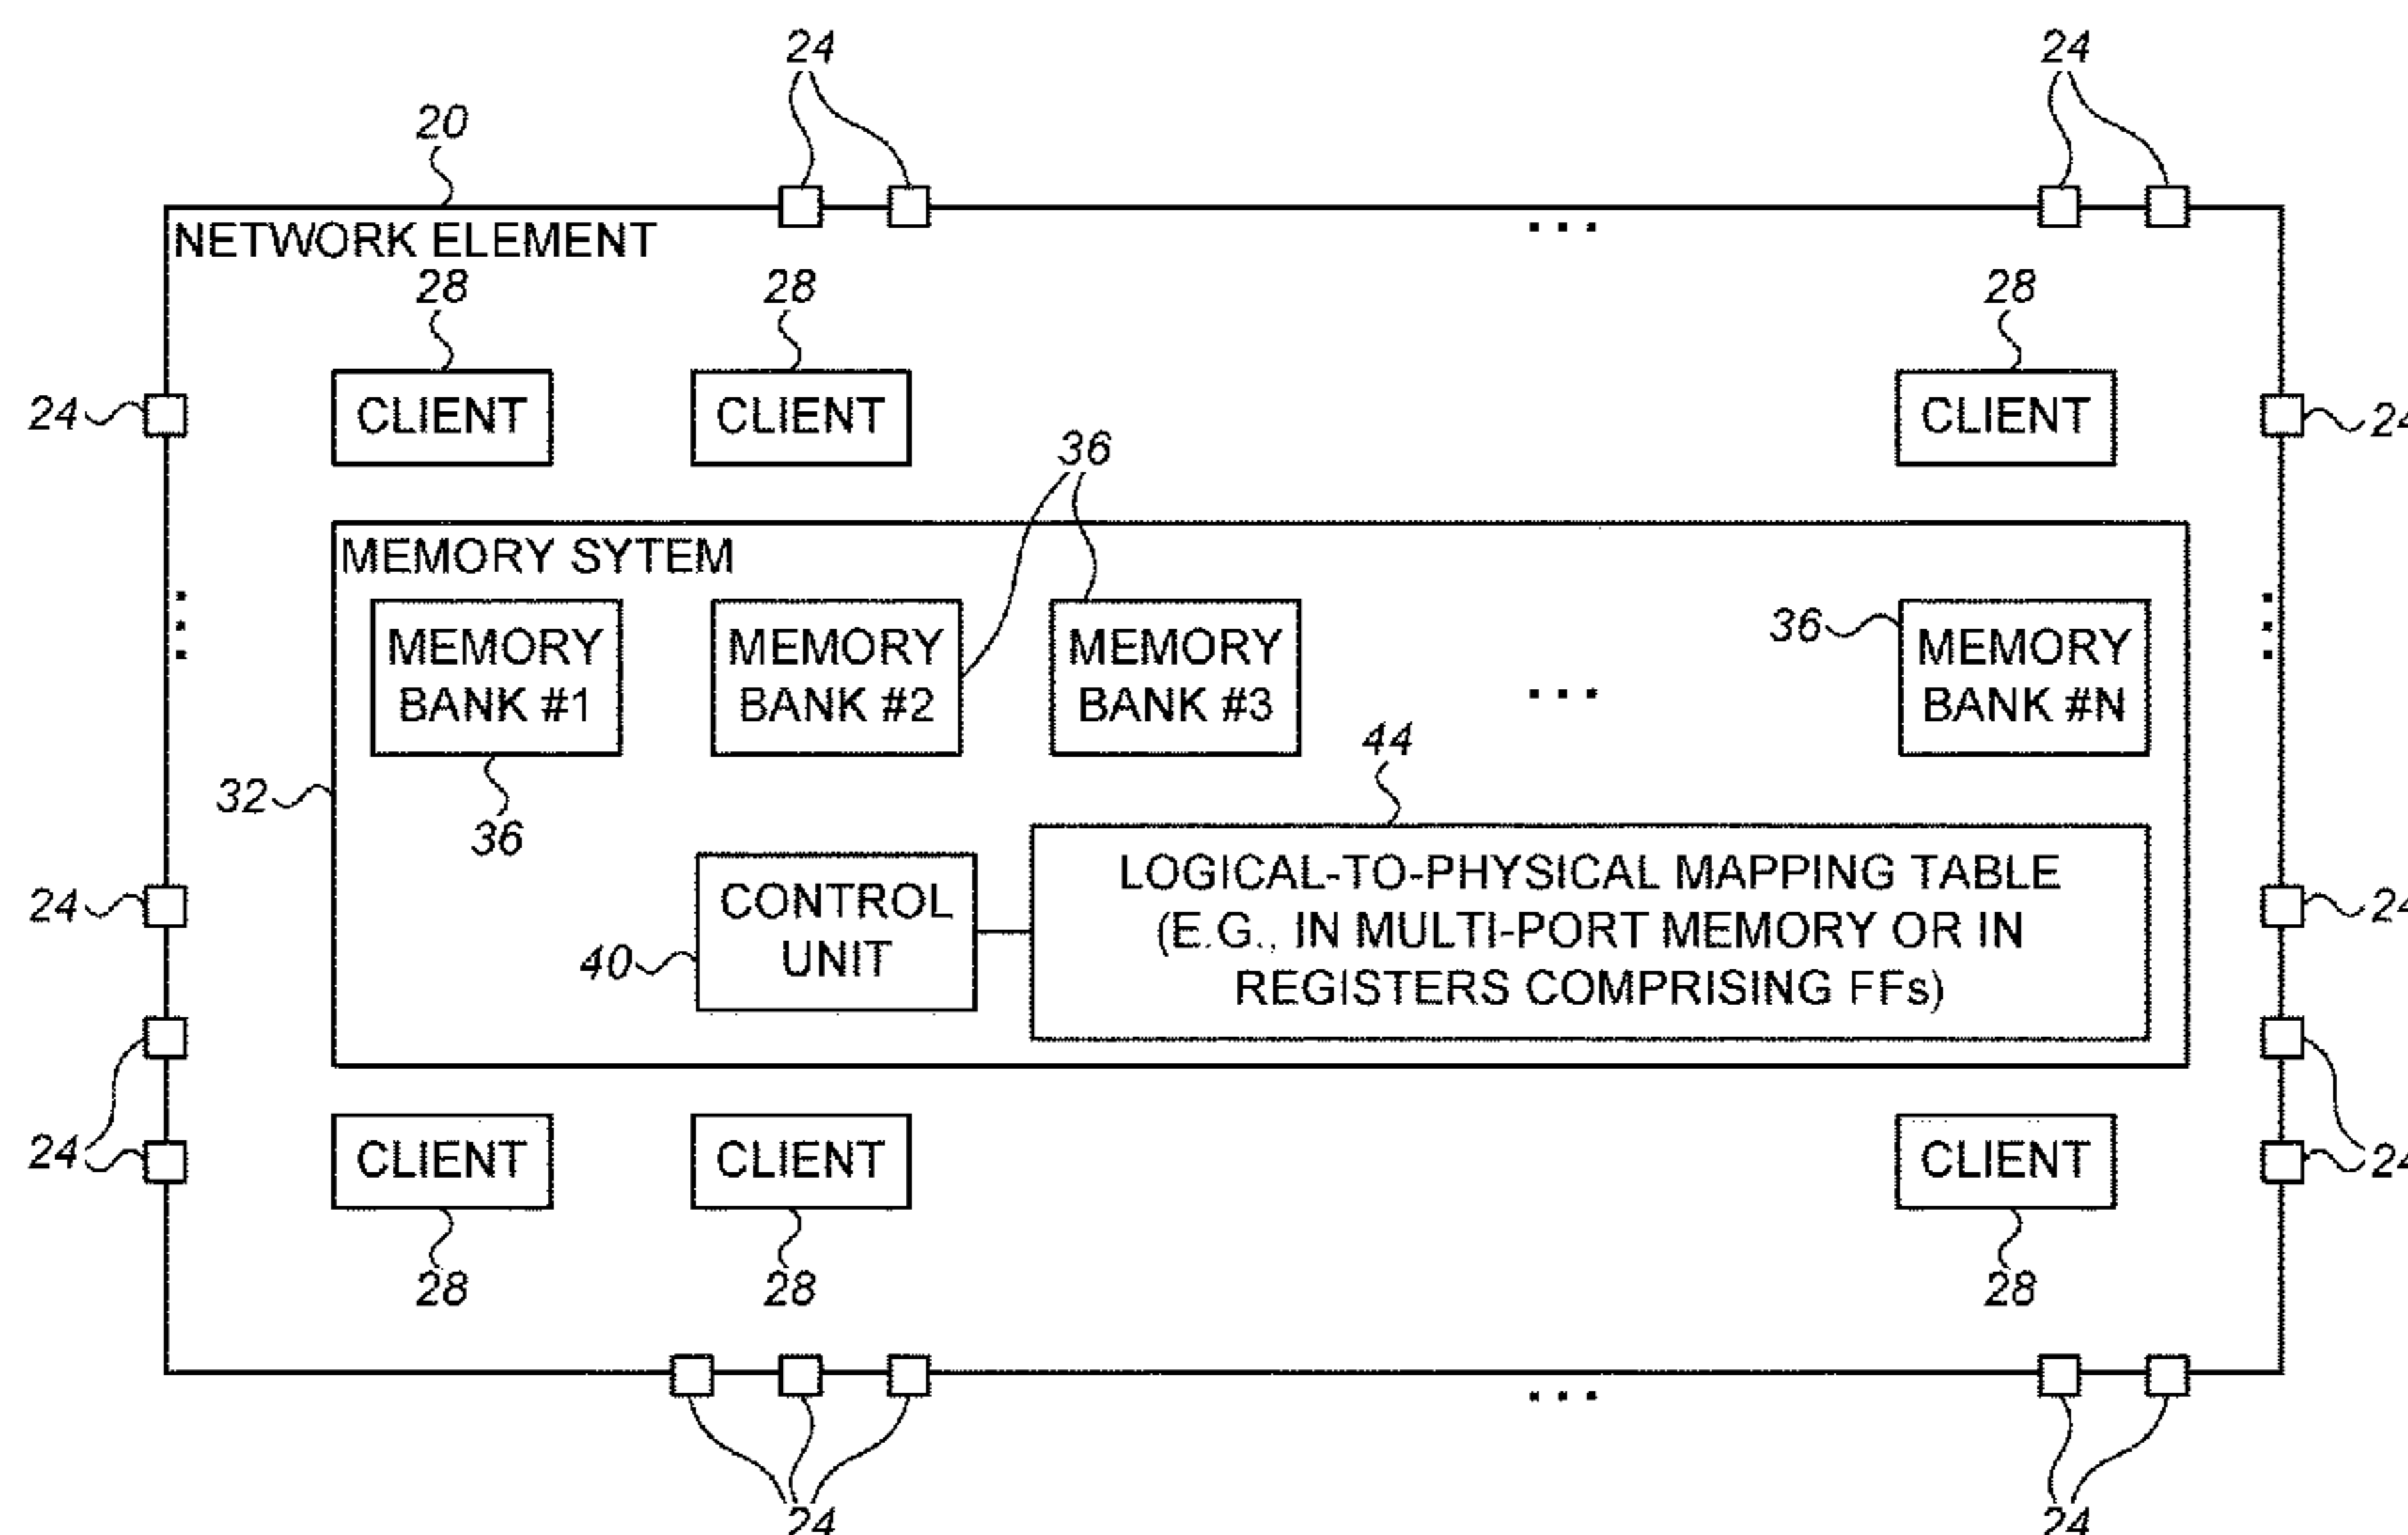 24 24
20
NETWORK ELEMENT
28 28 28
24 CLIENT CLIENT CLIENT 24
36
MEMORY SYTEM
MEMORY MEMORY MEMORY 36 MEMORY
BANK #1 BANK #2 BANK #3 ... BANK #N
44
32
36
LOGICAL-TO-PHYSICAL MAPPING TABLE
24 CONTROL (E.G., IN MULTI-PORT MEMORY OR IN 24
40 UNIT REGISTERS COMPRISING FFs)
24 CLIENT CLIENT CLIENT 24
28 28 28
24 24